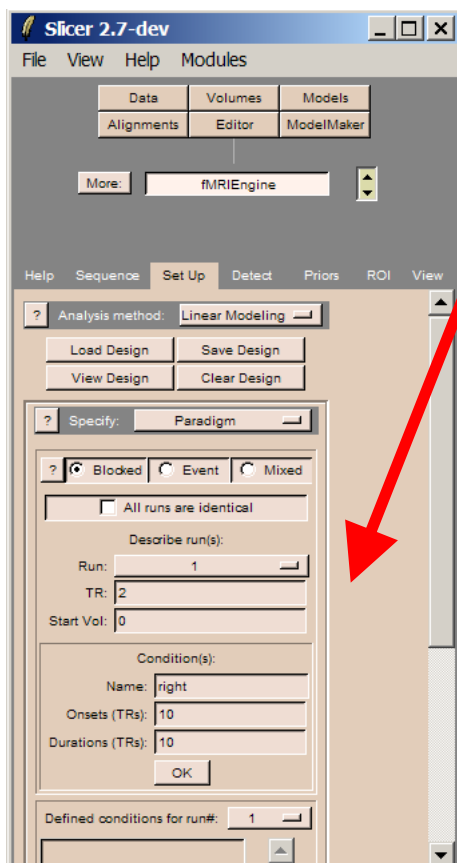 Slicer 2.7-dev
File View Help Modules
Data Volumes Models
Alignments Editor ModelMaker
More: fMRIEngine
Help Sequence Set Up Detect Priors ROI View
? Analysis method: Linear Modeling
Load Design Save Design
View Design Clear Design
? Specify: Paradigm
? Blocked Event Mixed
All runs are identical
Describe run(s):
Run: 1
TR: 2
Start Vol: 0
Condition(s):
Name: right
Onsets (TRs): 10
Durations (TRs): 10
OK
Defined conditions for run#: 1